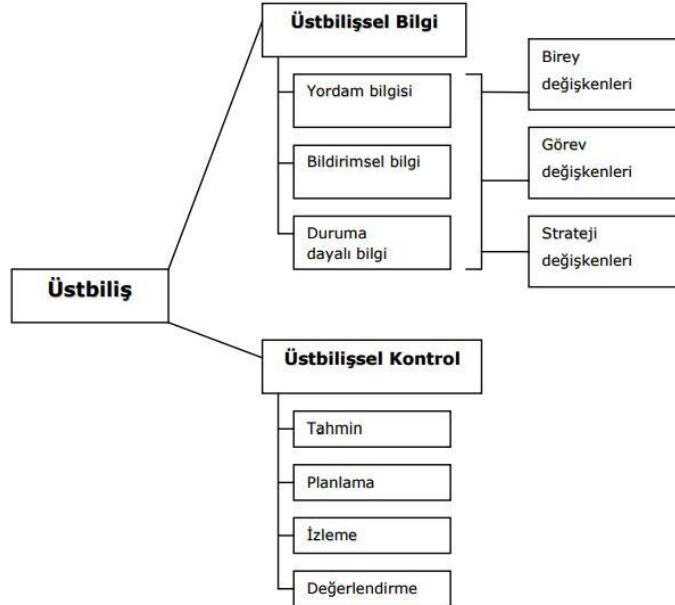 Üstbiliş
Üstbilişsel Bilgi
Yordam bilgisi
Bildirimsel bilgi
Duruma
dayalı bilgi
Birey
değişkenleri
Görev
değişkenleri
Strateji
değişkenleri
Üstbilişsel Kontrol
Tahmin
Planlama
İzleme
Değerlendirme